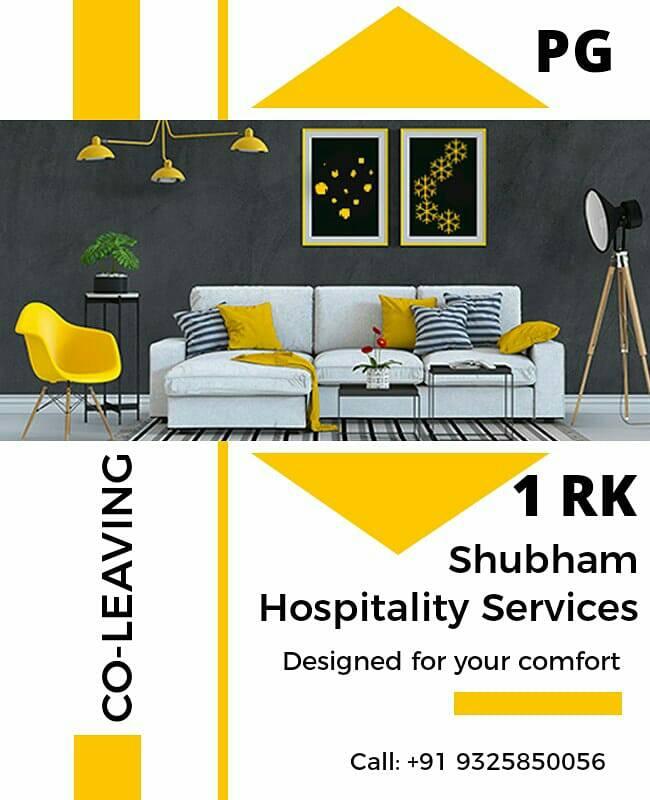 PG
CO-LEAVING
1 RK
Shubham
Hospitality Services
Designed for your comfort
Call: +91 9325850056